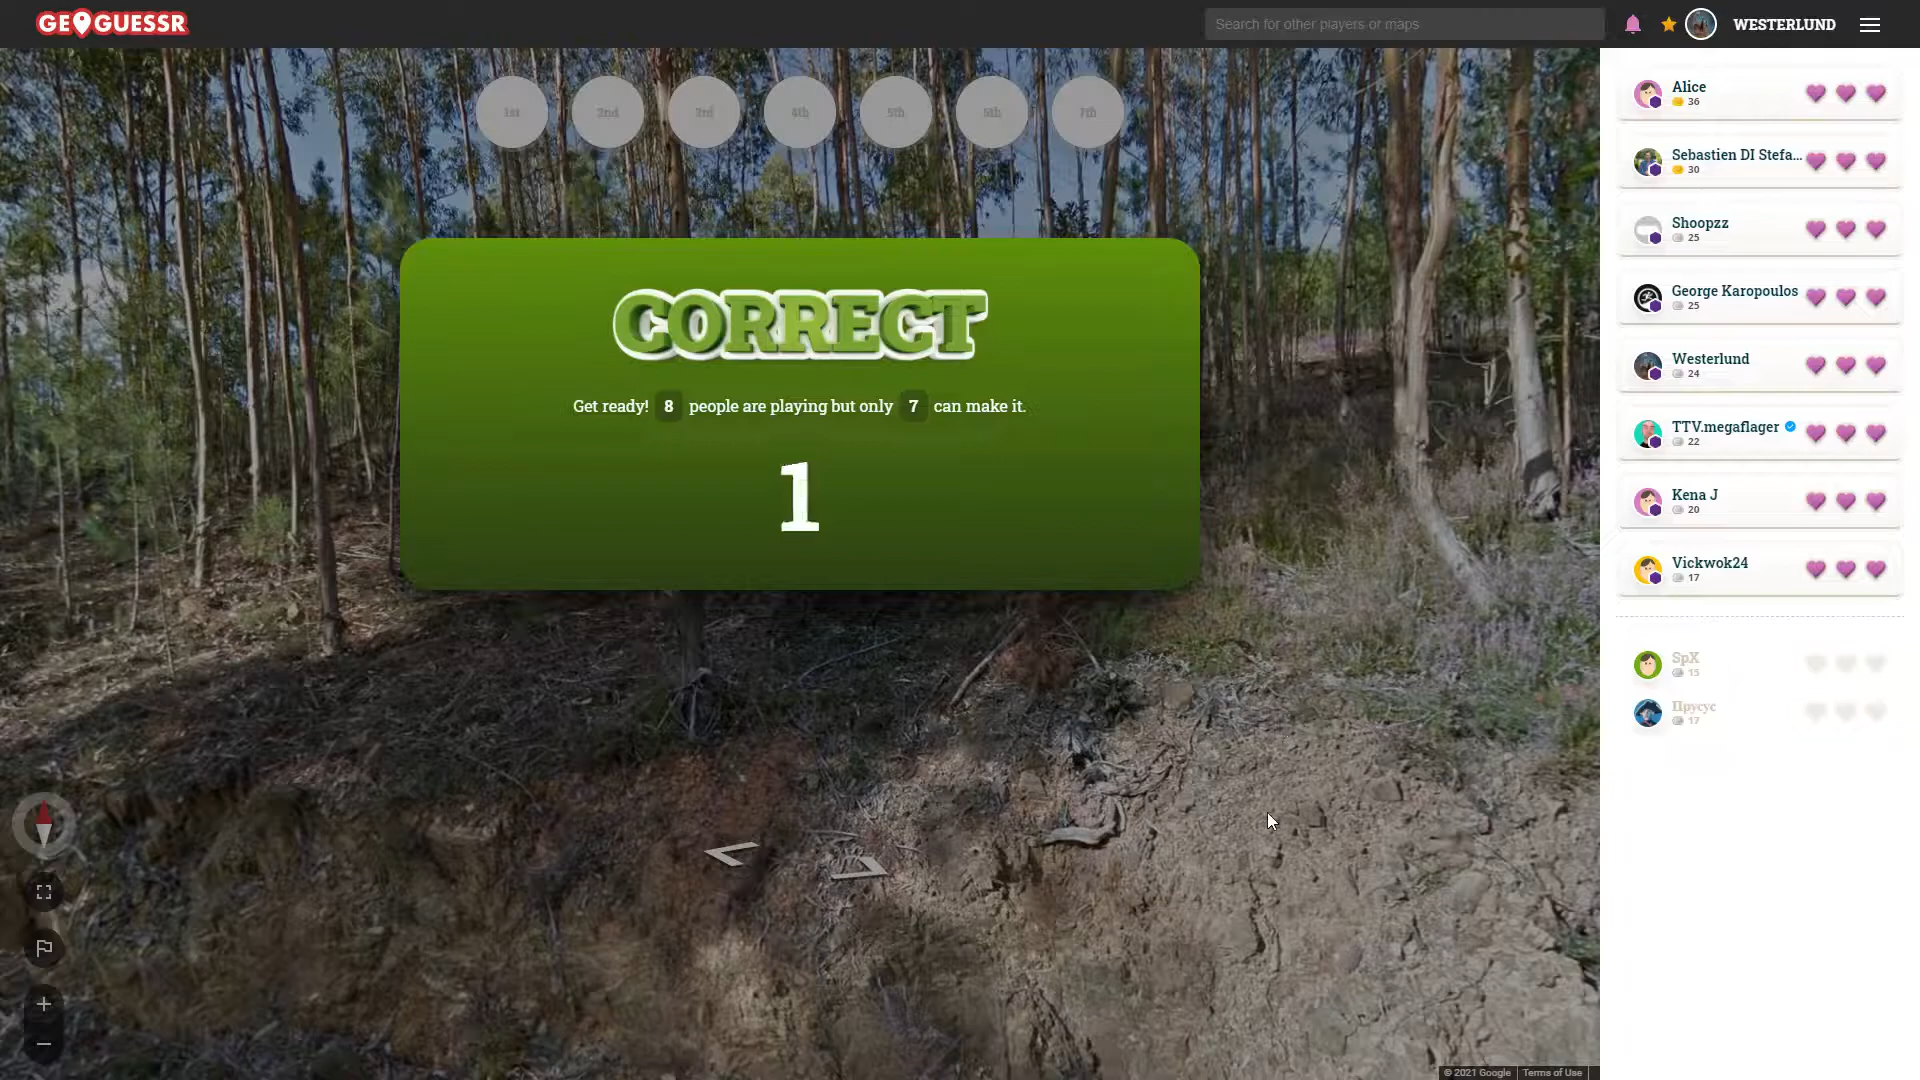 GEOGUESSR
Search for other players or maps
WESTERLUND
1st 2nd 3rd 4th 5th 6th 7th
CORRECT
Get ready! 8 people are playing but only 7 can make it.
1
Alice
36
Sebastien DI Stefa...
30
Shoopzz
25
George Karopoulos
25
Westerlund
24
TTV.megaflager
22
Kena J
20
Vickwok24
17
SpX
15
Прусус
17
© 2021 Google Terms of Use